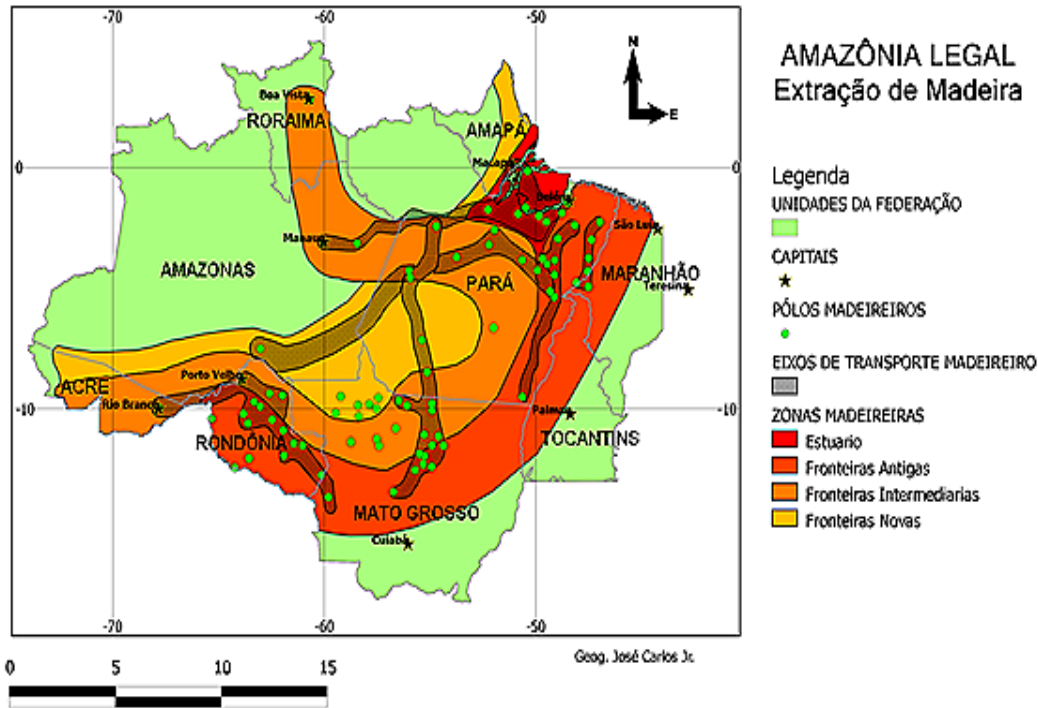 -70 -60 -50
AMAZÔNIA LEGAL
Extração de Madeira
N
E
Boa Vista
RORAIMA
AMAPÁ
Macapá
0 0
Belém
São Luis
Manaus
AMAZONAS
PARÁ
MARANHÃO
Teresina
ACRE
Porto Velho
Rio Branco
-10 -10
RONDÔNIA
Palmas
TOCANTINS
MATO GROSSO
Cuiabá
-70 -60 -50
Legenda
UNIDADES DA FEDERAÇÃO
CAPITAIS
PÓLOS MADEIREIROS
EIXOS DE TRANSPORTE MADEIREIRO
ZONAS MADEIREIRAS
Estuario
Fronteiras Antigas
Fronteiras Intermediarias
Fronteiras Novas
Geog. José Carlos Jr.
0 5 10 15